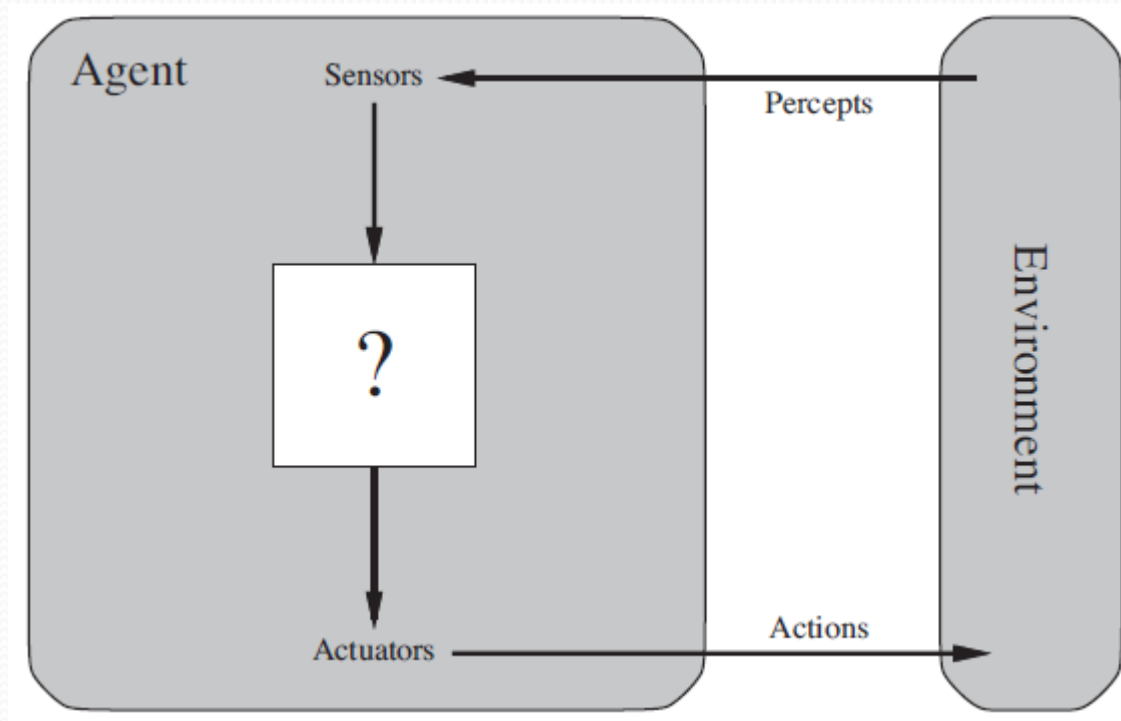 Agent
Sensors
Percepts
?
Environment
Actions
Actuators